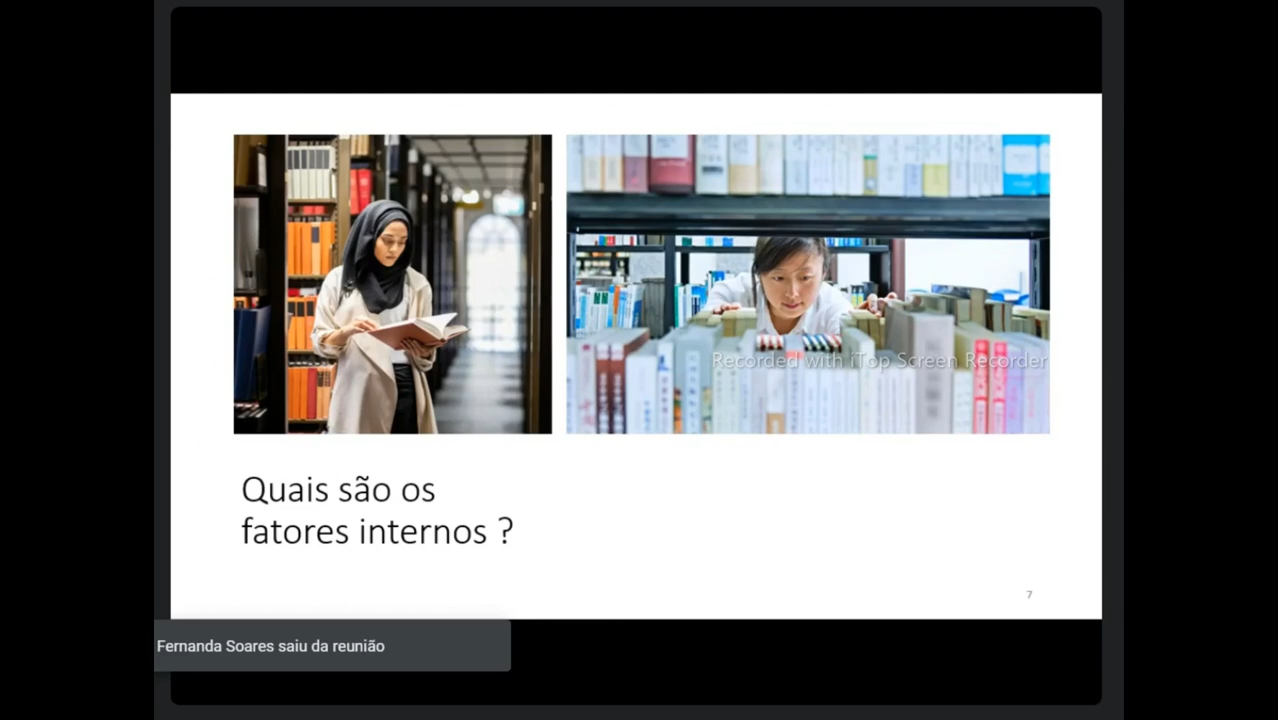 Recorded with iTop Screen Recorder
Quais são os
fatores internos ?
7
Fernanda Soares saiu da reunião